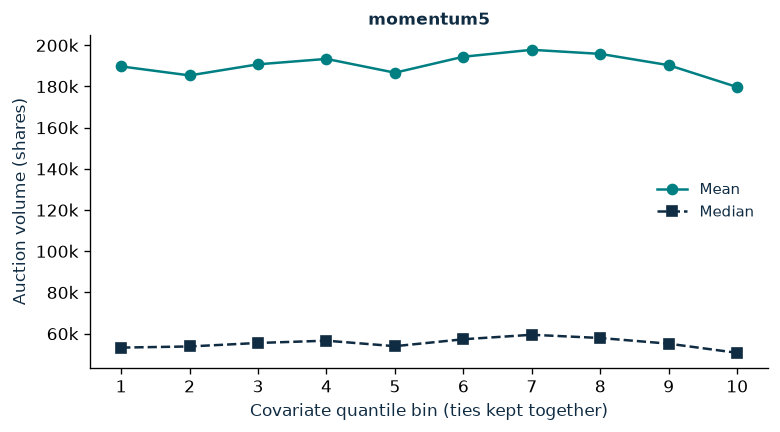 momentum5
Auction volume (shares)
200k
180k
160k
140k
120k
100k
80k
60k
Mean
Median
1 2 3 4 5 6 7 8 9 10
Covariate quantile bin (ties kept together)